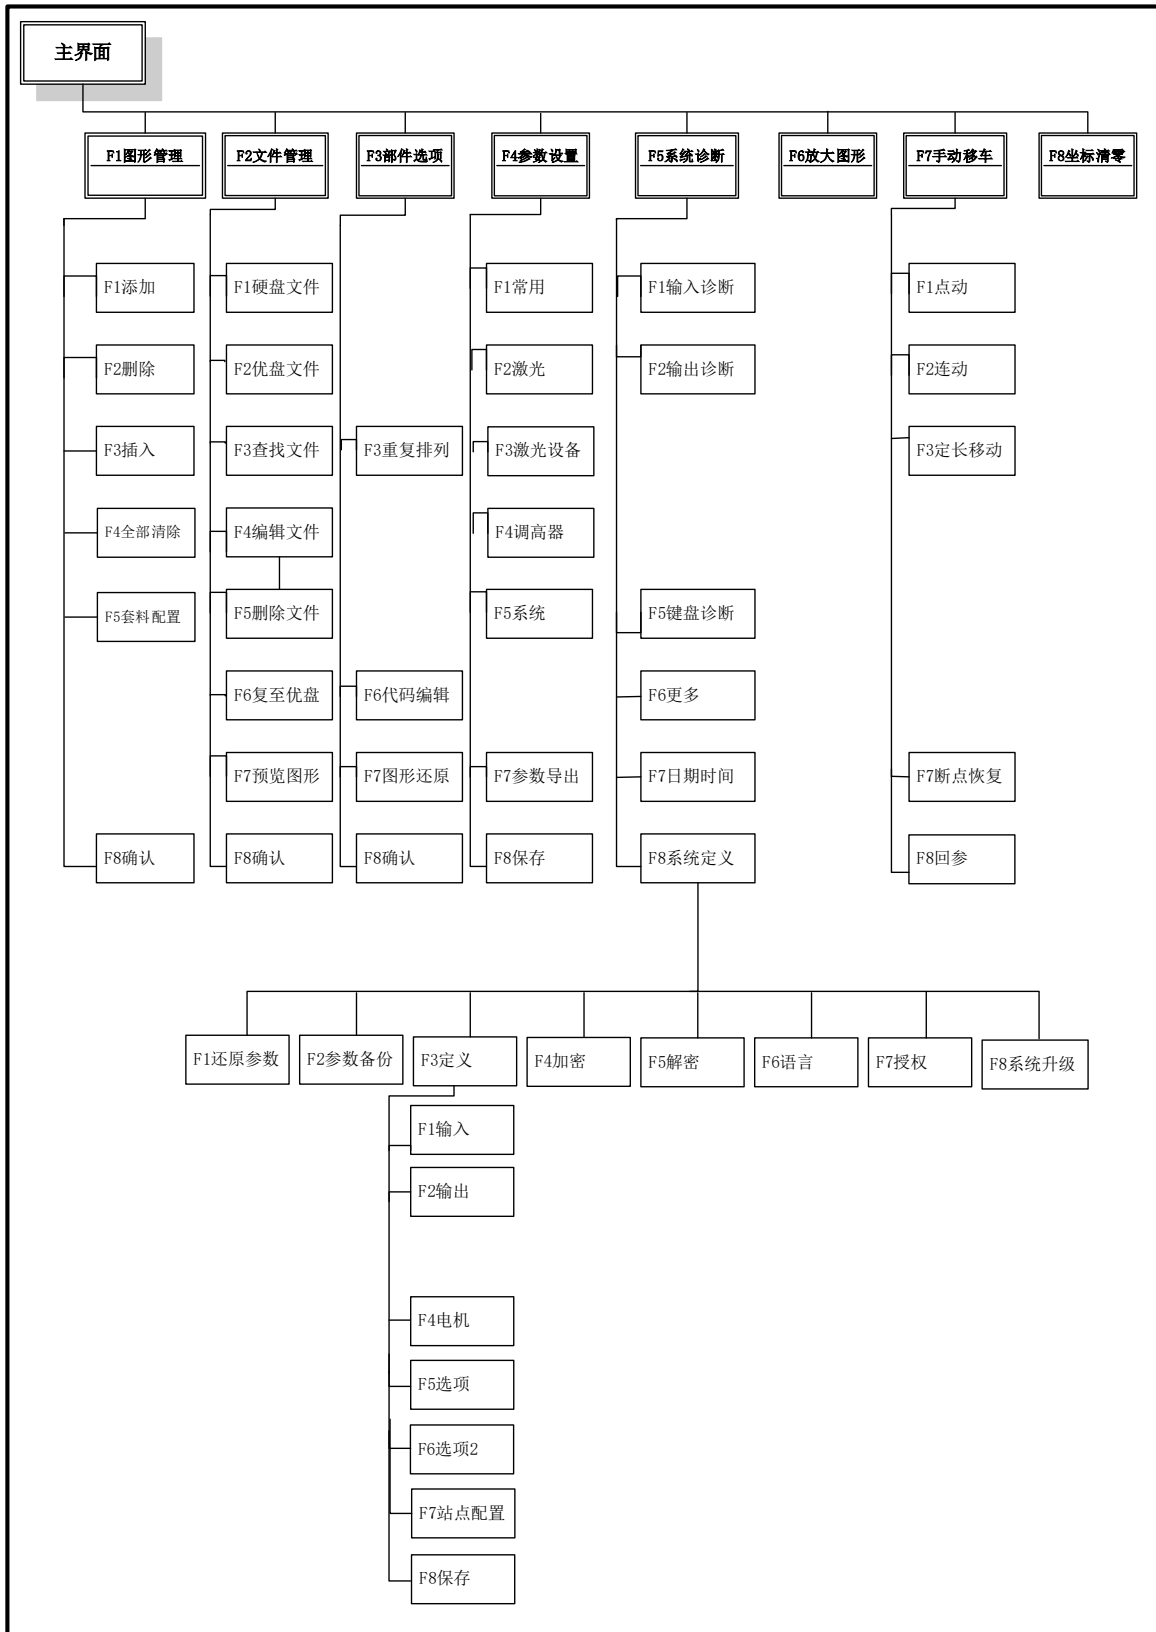 主界面
F1图形管理
F2文件管理
F3部件选项
F4参数设置
F5系统诊断
F6放大图形
F7手动移车
F8坐标清零
F1添加
F1硬盘文件
F1常用
F1输入诊断
F1点动
F2删除
F2优盘文件
F2激光
F2输出诊断
F2连动
F3插入
F3查找文件
F3重复排列
F3激光设备
F3定长移动
F4全部清除
F4编辑文件
F4调高器
F5套料配置
F5删除文件
F5系统
F5键盘诊断
F6复至优盘
F6代码编辑
F6更多
F7预览图形
F7图形还原
F7参数导出
F7日期时间
F7断点恢复
F8确认
F8确认
F8确认
F8保存
F8系统定义
F8回参
F1还原参数
F2参数备份
F3定义
F4加密
F5解密
F6语言
F7授权
F8系统升级
F1输入
F2输出
F4电机
F5选项
F6选项2
F7站点配置
F8保存